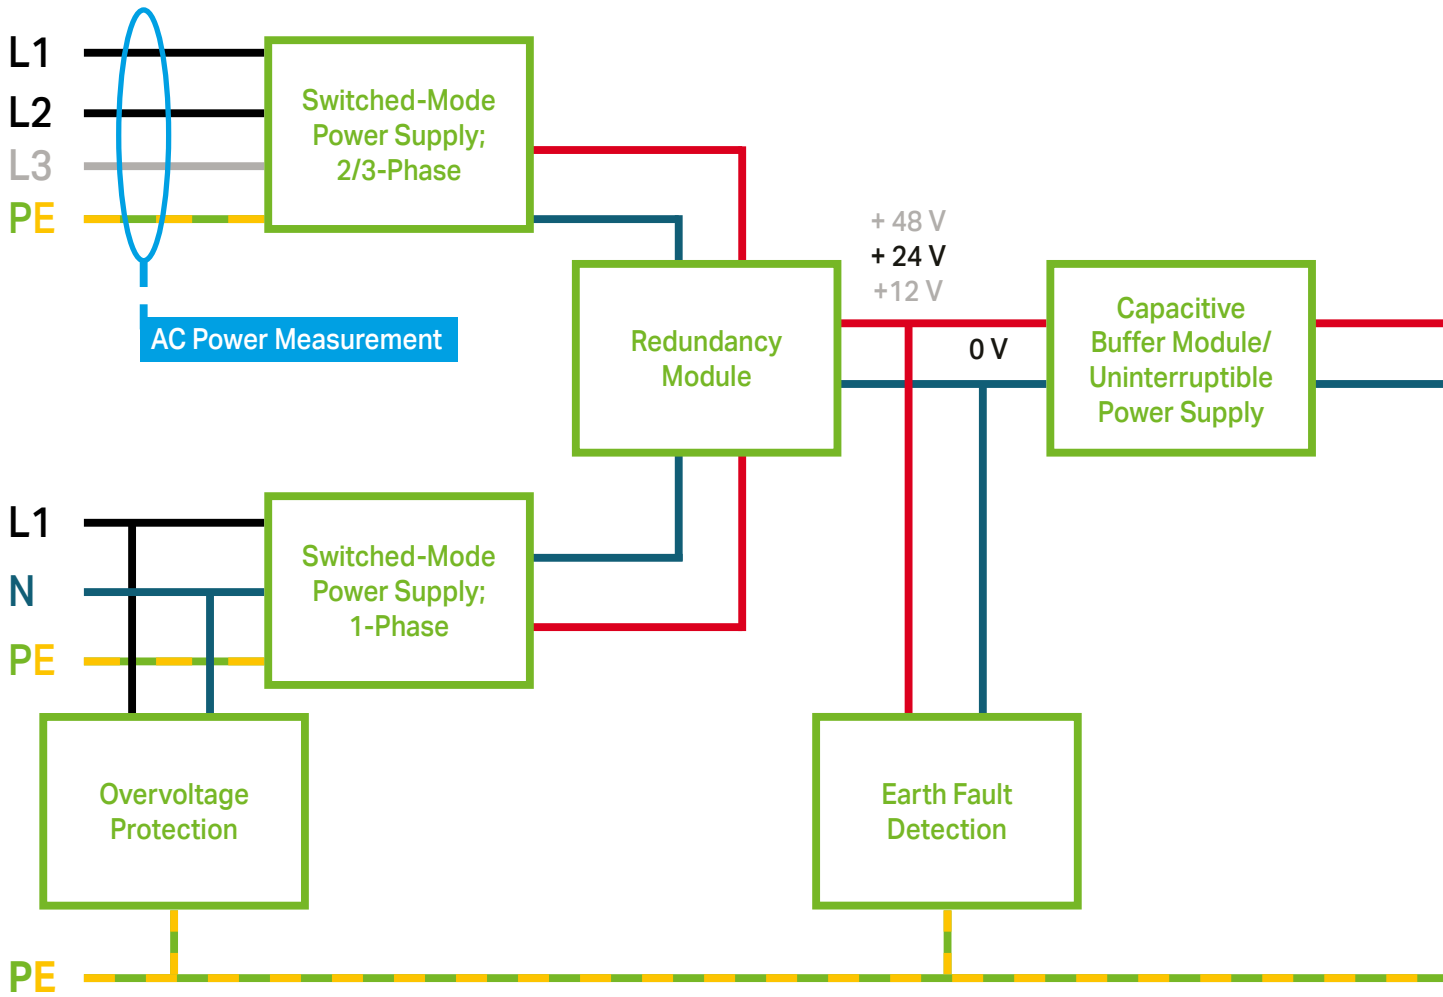 L1
L2
L3
PE
Switched-Mode
Power Supply;
2/3-Phase
AC Power Measurement
Redundancy
Module
+ 48 V
+ 24 V
+12 V
0 V
Capacitive
Buffer Module/
Uninterruptible
Power Supply
L1
N
PE
Switched-Mode
Power Supply;
1-Phase
Overvoltage
Protection
Earth Fault
Detection
PE